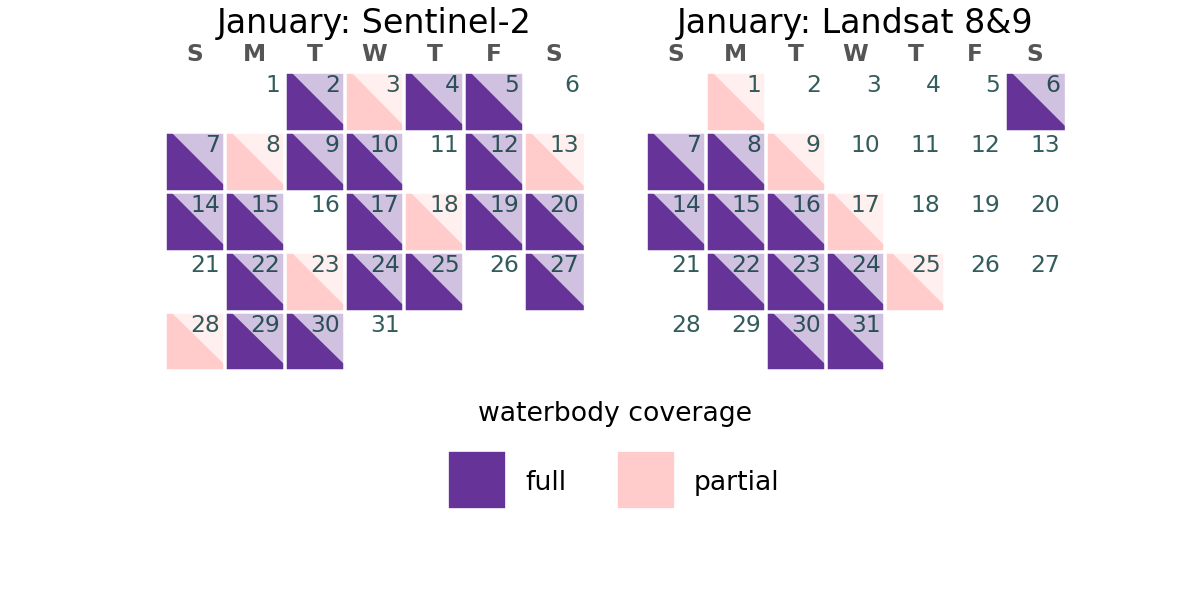 January: Sentinel-2
S M T W T F S
1 2 3 4 5 6
7 8 9 10 11 12 13
14 15 16 17 18 19 20
21 22 23 24 25 26 27
28 29 30 31
January: Landsat 8&9
S M T W T F S
1 2 3 4 5 6
7 8 9 10 11 12 13
14 15 16 17 18 19 20
21 22 23 24 25 26 27
28 29 30 31
waterbody coverage
full partial